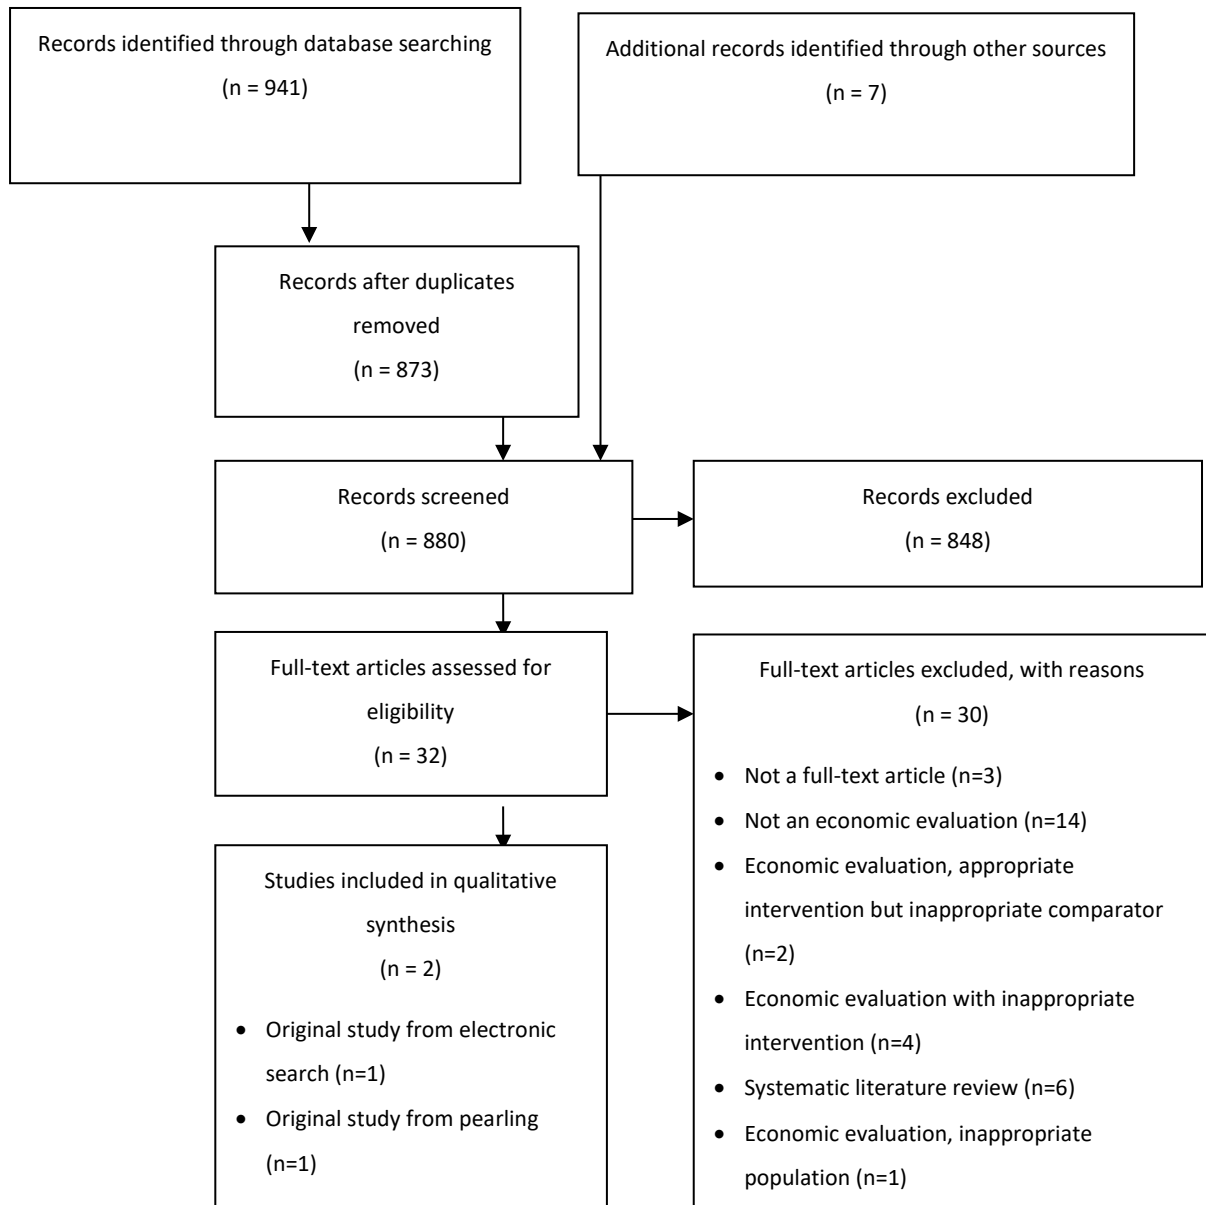 Records identified through database searching
(n = 941)
Additional records identified through other sources
(n = 7)
Records after duplicates
removed
(n = 873)
Records screened
(n = 880)
Records excluded
(n = 848)
Full-text articles assessed for
eligibility
(n = 32)
Full-text articles excluded, with reasons
(n = 30)
• Not a full-text article (n=3)
• Not an economic evaluation (n=14)
• Economic evaluation, appropriate
intervention but inappropriate comparator
(n=2)
• Economic evaluation with inappropriate
intervention (n=4)
• Systematic literature review (n=6)
• Economic evaluation, inappropriate
population (n=1)
Studies included in qualitative
synthesis
(n = 2)
• Original study from electronic
search (n=1)
• Original study from pearling
(n=1)